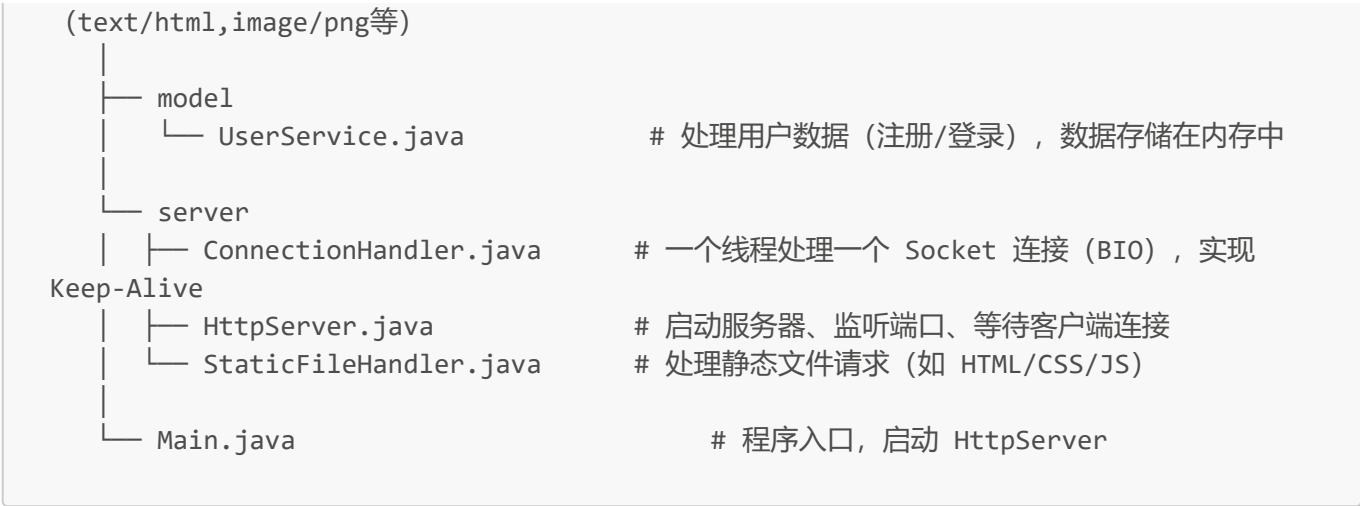 (text/html,image/png等)
│
├── model
│   └── UserService.java            # 处理用户数（注册/登录），数据存储在内存中
│
└── server
│  ├── ConnectionHandler.java      # 一个线程处理一个 Socket 连接（BIO），实现
Keep-Alive
│  ├── HttpServer.java             # 启动服务器、监听端口、等待客户端连接
│  └── StaticFileHandler.java      # 处理静态文件请求（如 HTML/CSS/JS）
│
└── Main.java                           # 程序入口，启动 HttpServer